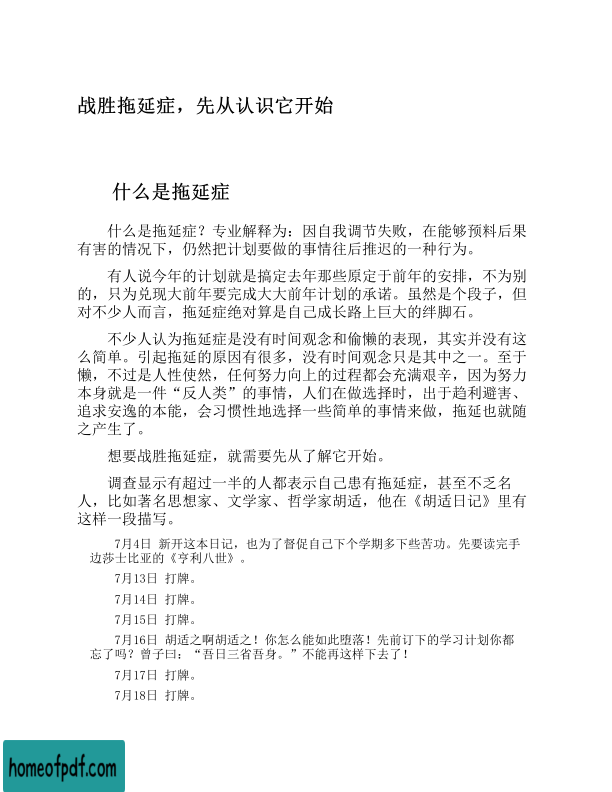 战胜拖延症，先从认识它开始
什么是拖延症
什么是拖延症？专业解释为：因自我调节失败，在能够预料后果
有害的情况下，仍然把计划要做的事情往后推迟的一种行为。
有人说今年的计划就是搞定去年那些原定于前年的安排，不为别
的，只为兑现大前年要完成大大前年计划的承诺。虽然是个段子，但
对不少人而言，拖延症绝对算是自己成长路上巨大的绊脚石。
不少人认为拖延症是没有时间观念和偷懒的表现，其实并没有这
么简单。引起拖延的原因有很多，没有时间观念只是其中之一。至于
懒，不过是人性使然，任何努力向上的过程都会充满艰辛，因为努力
本身就是一件“反人类”的事情，人们在做选择时，出于趋利避害、
追求安逸的本能，会习惯性地选择一些简单的事情来做，拖延也就随
之产生了。
想要战胜拖延症，就需要先从了解它开始。
调查显示有超过一半的人都表示自己患有拖延症，甚至不乏名
人，比如著名思想家、文学家、哲学家胡适，他在《胡适日记》里有
这样一段描写。
7月4日 新开这本日记，也为了督促自己下个学期多下些苦功。先要读完手
边莎士比亚的《亨利八世》。
7月13日 打牌。
7月14日 打牌。
7月15日 打牌。
7月16日 胡适之啊胡适之！你怎么能如此堕落！先前订下的学习计划你都
忘了吗？曾子曰：“吾日三省吾身。”不能再这样下去了！
7月17日 打牌。
7月18日 打牌。
homeofpdf.com